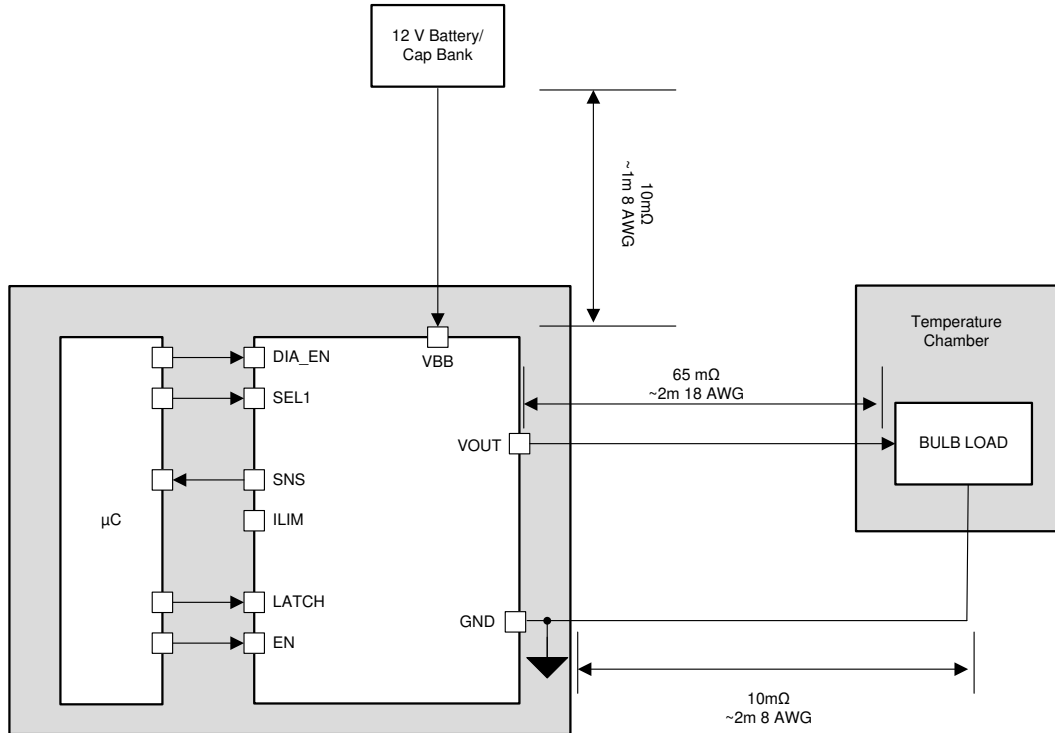 12 V Battery/
Cap Bank
10mΩ
~1m 8 AWG
Temperature
Chamber
DIA_EN
VBB
SEL1
65 mΩ
~2m 18 AWG
VOUT
BULB LOAD
SNS
µC
ILIM
LATCH
GND
EN
10mΩ
~2m 8 AWG